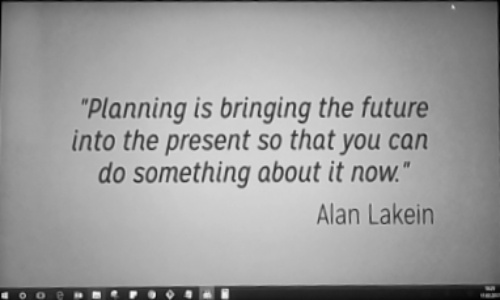 "Planning is bringing the future
into the present so that you can
do something about it now."
Alan Lakein